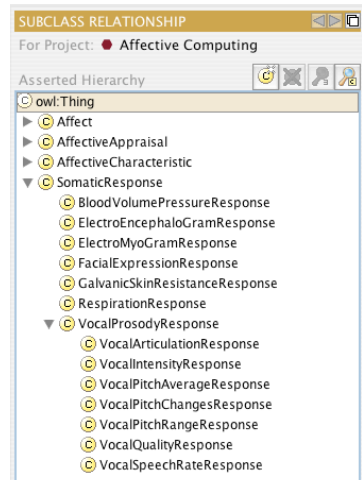 SUBCLASS RELATIONSHIP
For Project: Affective Computing
Asserted Hierarchy
owl:Thing
Affect
AffectiveAppraisal
AffectiveCharacteristic
SomaticResponse
BloodVolumePressureResponse
ElectroEncephaloGramResponse
ElectroMyoGramResponse
FacialExpressionResponse
GalvanicSkinResistanceResponse
RespirationResponse
VocalProsodyResponse
VocalArticulationResponse
VocalIntensityResponse
VocalPitchAverageResponse
VocalPitchChangesResponse
VocalPitchRangeResponse
VocalQualityResponse
VocalSpeechRateResponse